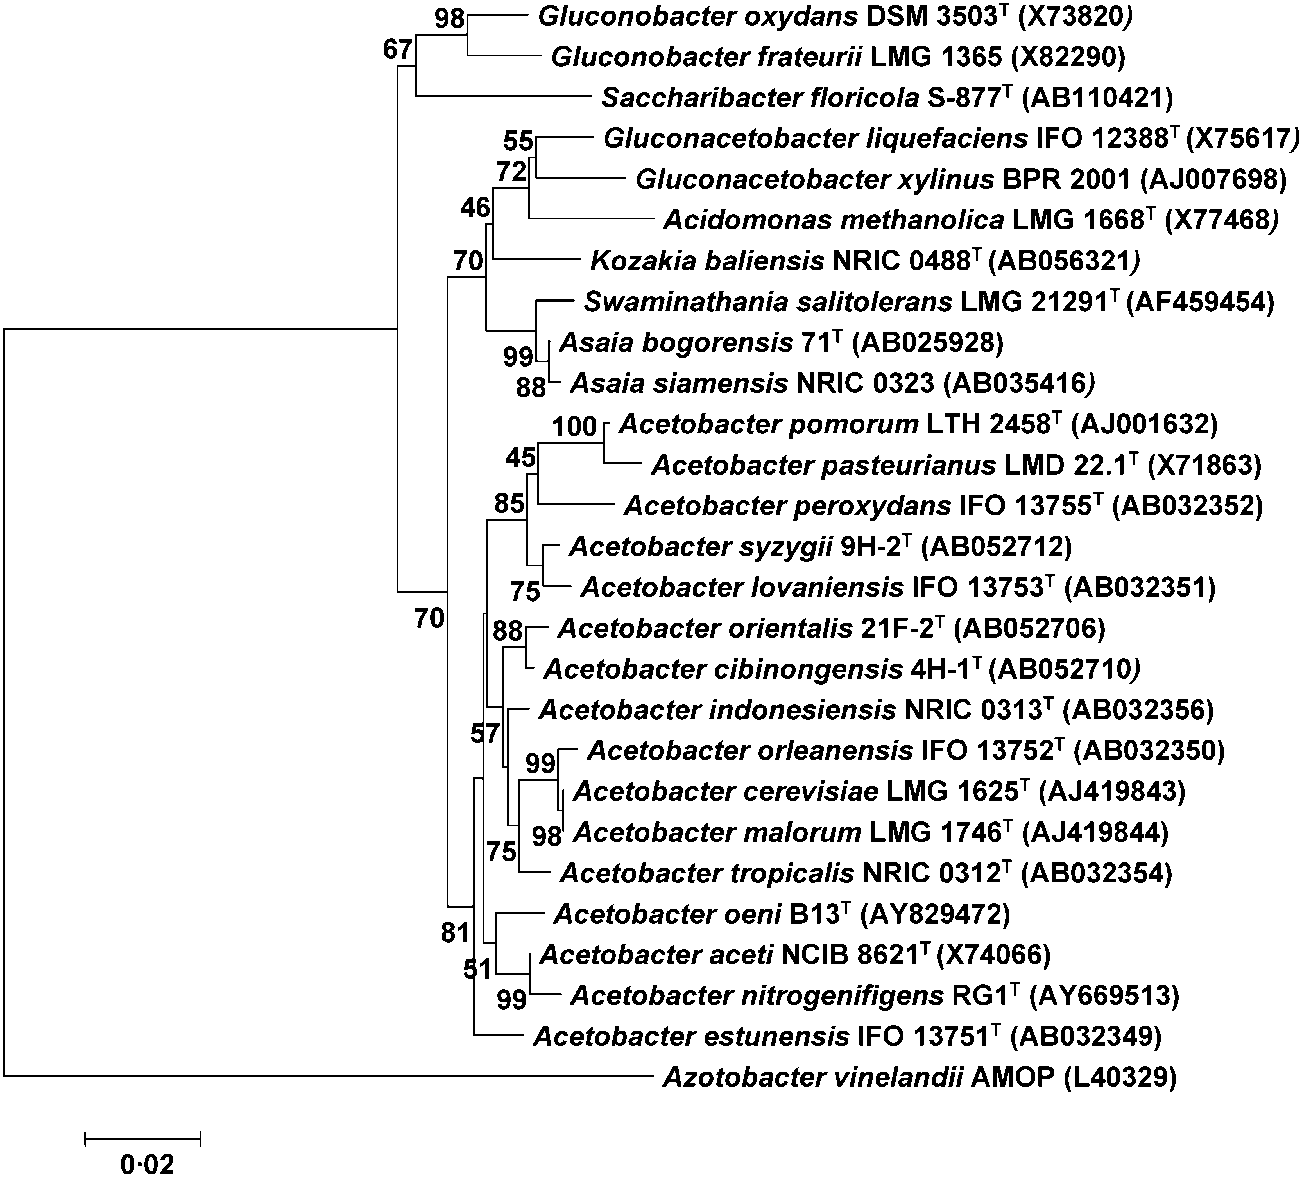 98
Gluconobacter oxydans DSM 3503ᵀ (X73820)
67
Gluconobacter frateurii LMG 1365 (X82290)
Saccharibacter floricola S-877ᵀ (AB110421)
55
Gluconacetobacter liquefaciens IFO 12388ᵀ (X75617)
72
Gluconacetobacter xylinus BPR 2001 (AJ007698)
46
Acidomonas methanolica LMG 1668ᵀ (X77468)
70
Kozakia baliensis NRIC 0488ᵀ (AB056321)
Swaminathania salitolerans LMG 21291ᵀ (AF459454)
99
Asaia bogorensis 71ᵀ (AB025928)
88
Asaia siamensis NRIC 0323 (AB035416)
100
Acetobacter pomorum LTH 2458ᵀ (AJ001632)
45
Acetobacter pasteurianus LMD 22.1ᵀ (X71863)
85
Acetobacter peroxydans IFO 13755ᵀ (AB032352)
Acetobacter syzygii 9H-2ᵀ (AB052712)
75
Acetobacter lovaniensis IFO 13753ᵀ (AB032351)
70
88
Acetobacter orientalis 21F-2ᵀ (AB052706)
Acetobacter cibinongensis 4H-1ᵀ (AB052710)
57
Acetobacter indonesiensis NRIC 0313ᵀ (AB032356)
99
Acetobacter orleanensis IFO 13752ᵀ (AB032350)
Acetobacter cerevisiae LMG 1625ᵀ (AJ419843)
98
Acetobacter malorum LMG 1746ᵀ (AJ419844)
75
Acetobacter tropicalis NRIC 0312ᵀ (AB032354)
81
Acetobacter oeni B13ᵀ (AY829472)
51
Acetobacter aceti NCIB 8621ᵀ (X74066)
99
Acetobacter nitrogenifigens RG1ᵀ (AY669513)
Acetobacter estunensis IFO 13751ᵀ (AB032349)
Azotobacter vinelandii AMOP (L40329)
0·02